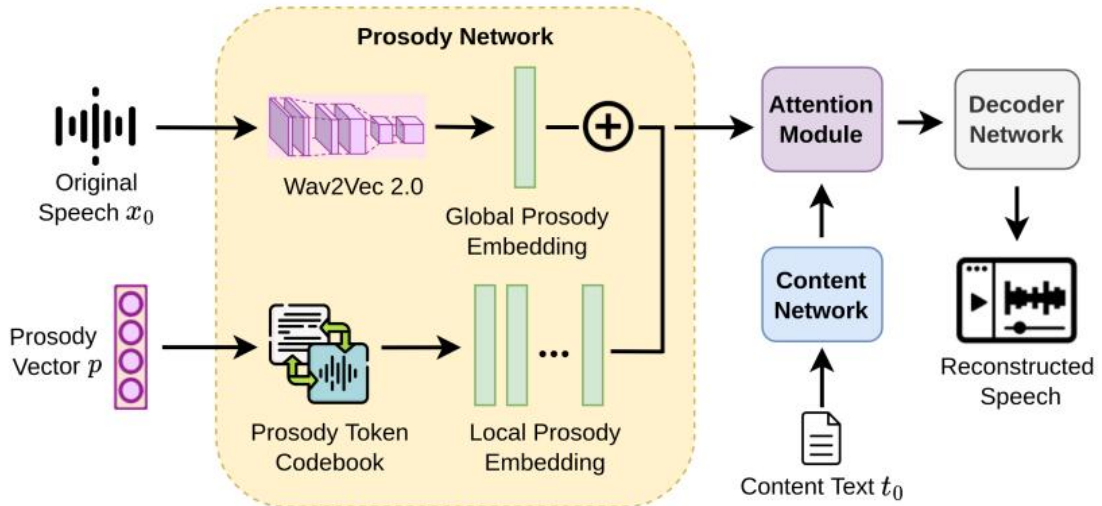 Prosody Network
Original
Speech x₀
Wav2Vec 2.0
Global Prosody
Embedding
Attention
Module
Decoder
Network
Prosody
Vector p
Prosody Token
Codebook
...
Local Prosody
Embedding
Content
Network
Content Text t₀
Reconstructed
Speech